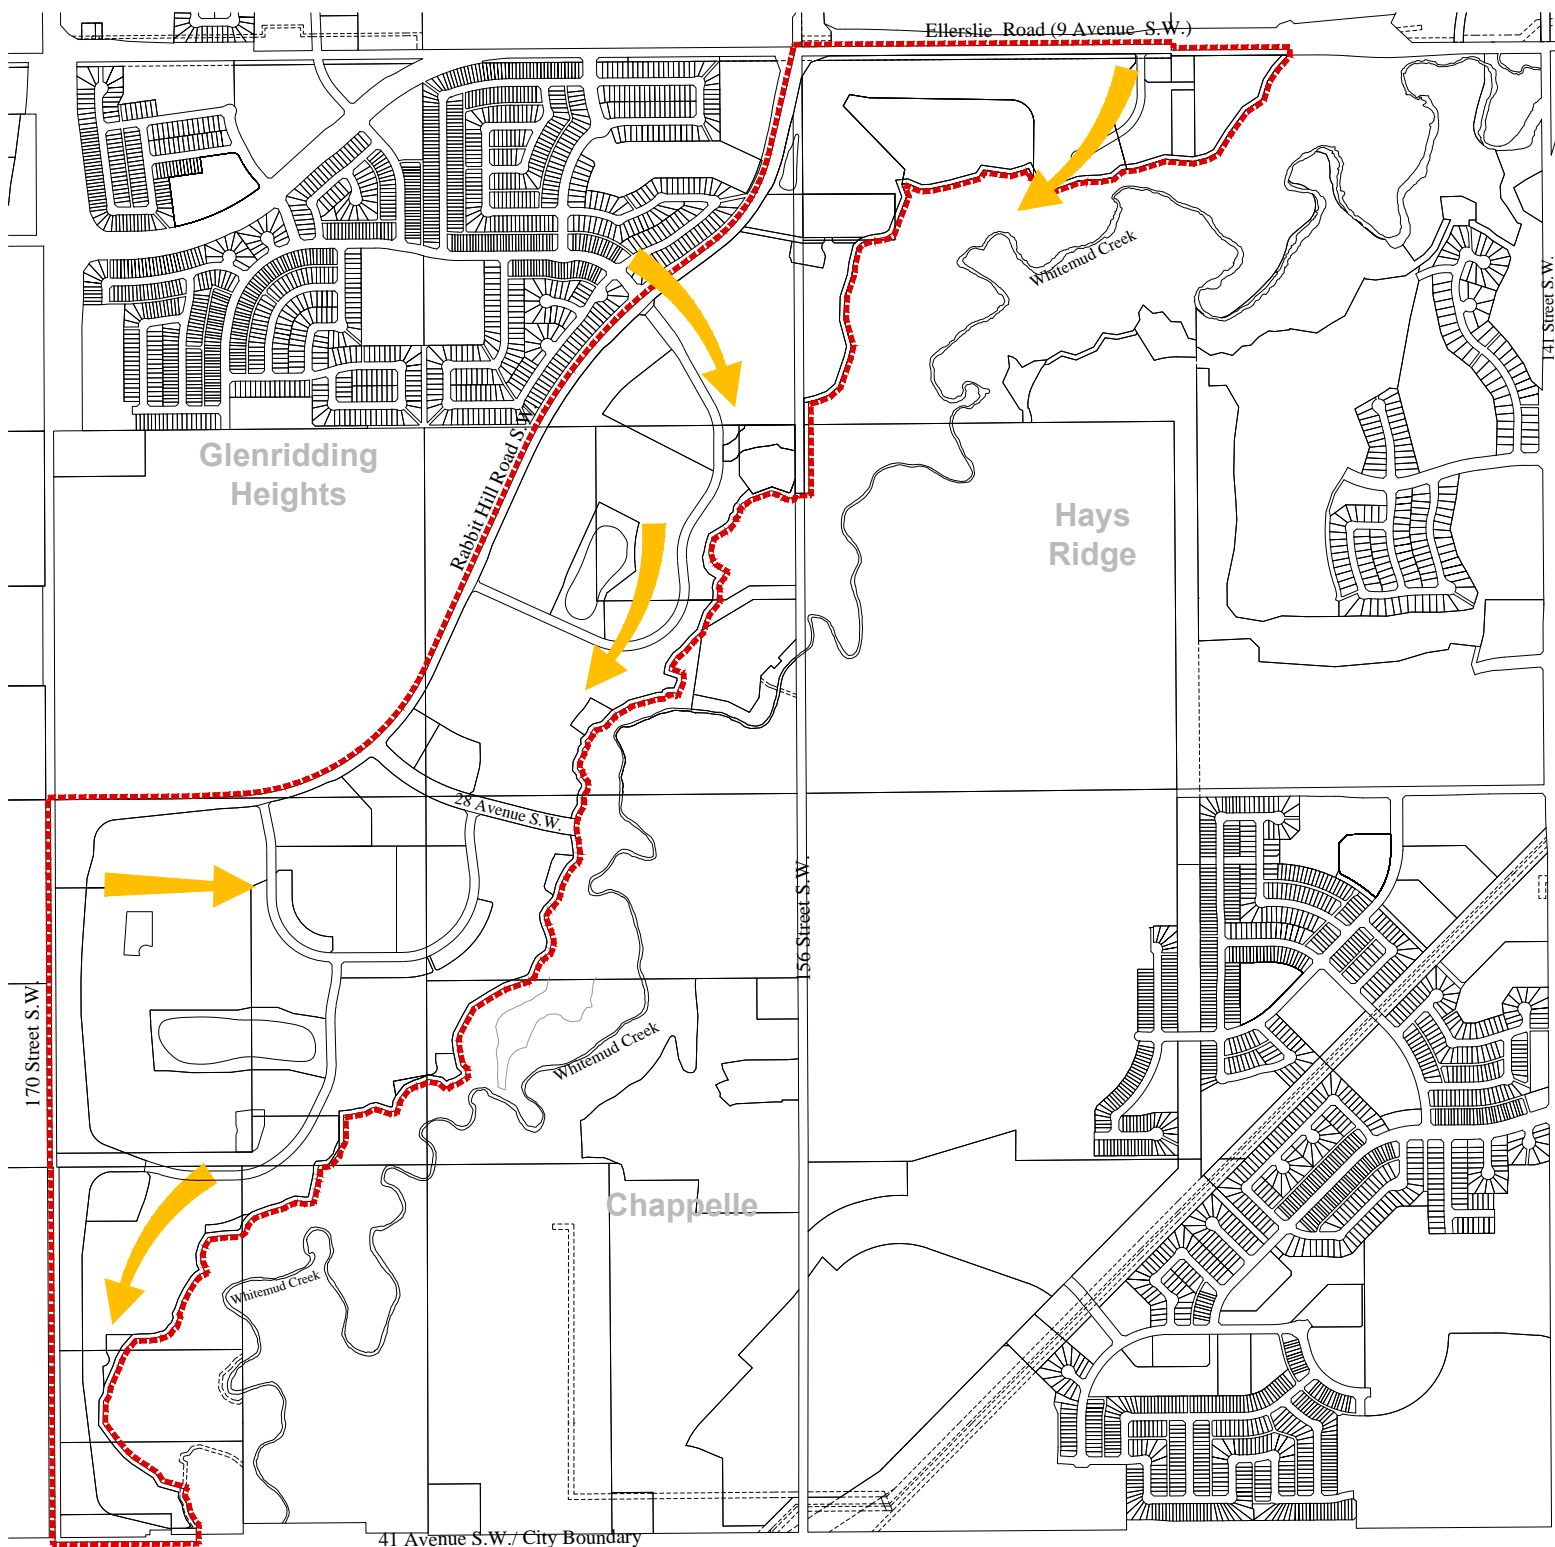 Ellerslie Road (9 Avenue S.W.)
Whitemud Creek
141 Street S.W.
Rabbit Hill Road S.W.
Glenridding
Heights
Hays
Ridge
28 Avenue S.W.
156 Street S.W.
170 Street S.W.
Whitemud Creek
Chappelle
Whitemud Creek
41 Avenue S.W./ City Boundary